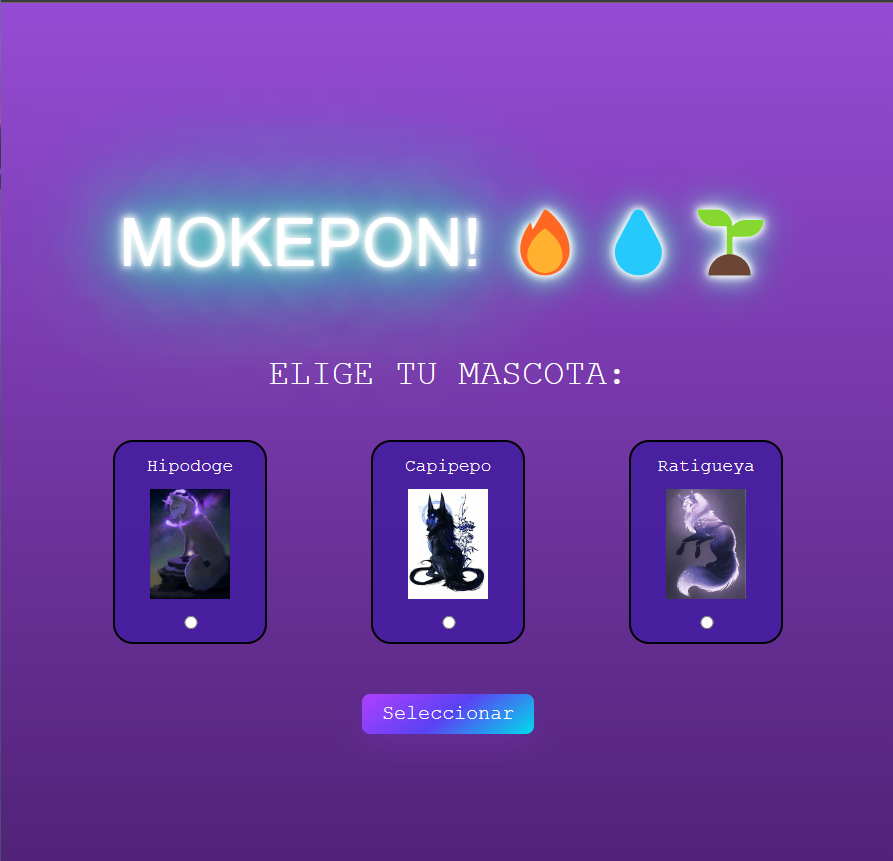 MOKEPON! 🔥 💧 🌱
ELIGE TU MASCOTA:
Hipodoge
Capipepo
Ratigueya
Seleccionar